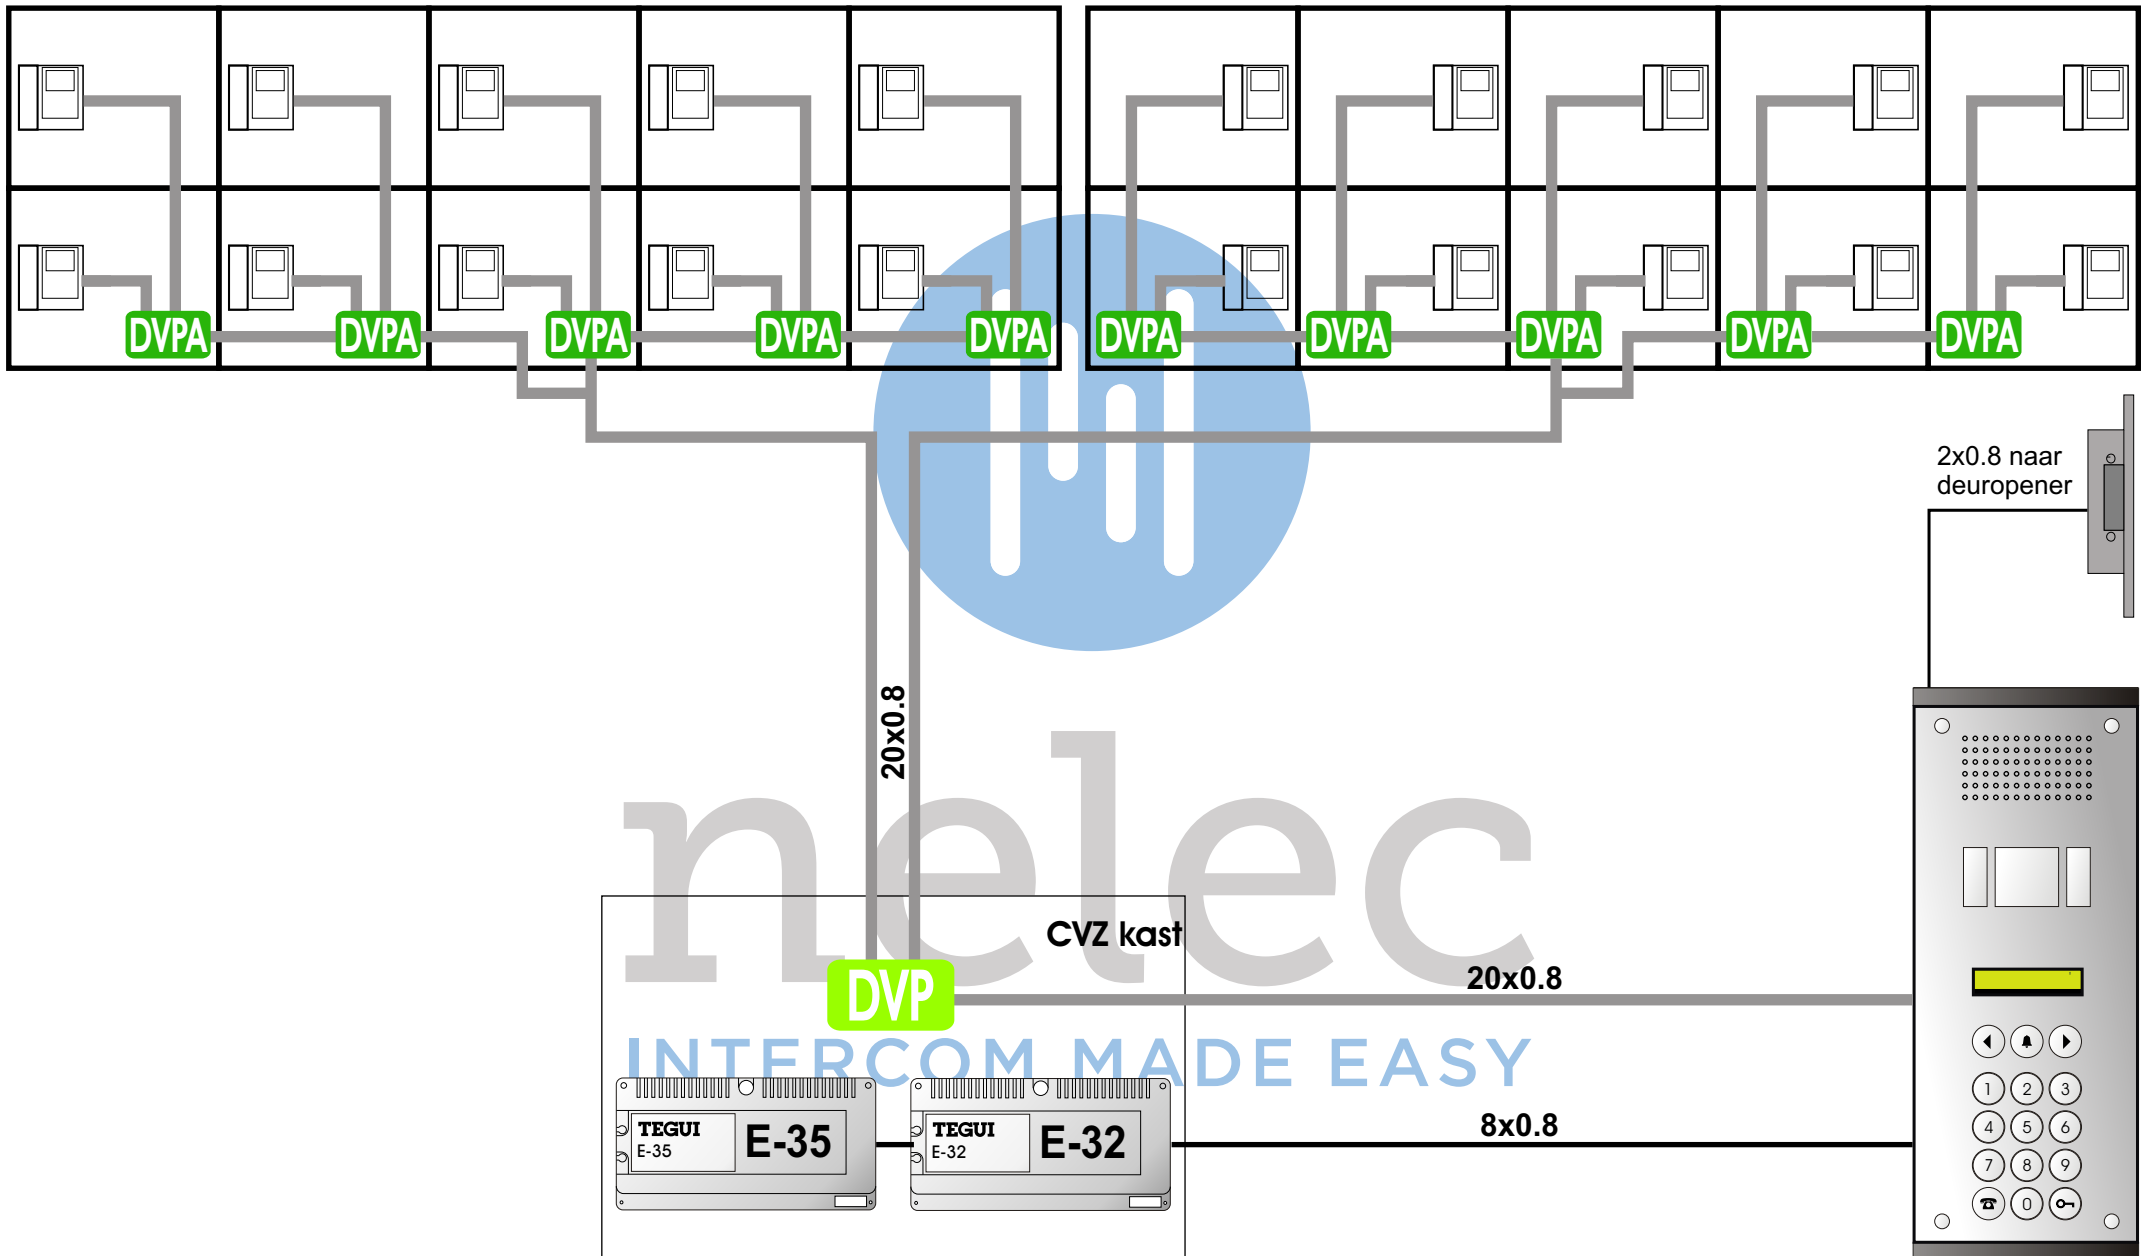 DVPA DVPA DVPA DVPA DVPA DVPA DVPA DVPA DVPA DVPA
2x0.8 naar
deuropener
20x0.8
nelec
INTERCOM MADE EASY
CVZ kast
DVP
20x0.8
TEGUI
E-35
E-35
TEGUI
E-32
E-32
8x0.8
1 2 3
4 5 6
7 8 9
0